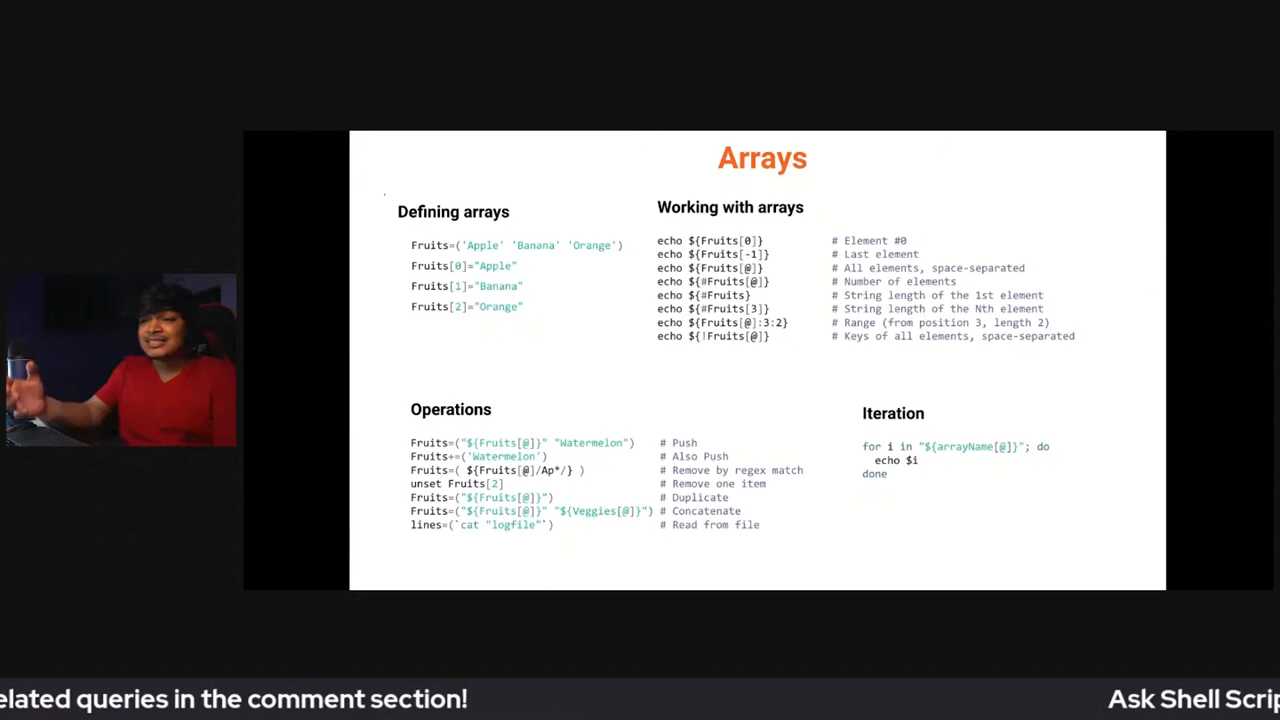 Arrays
Defining arrays
Fruits=('Apple' 'Banana' 'Orange')
Fruits[0]="Apple"
Fruits[1]="Banana"
Fruits[2]="Orange"
Working with arrays
echo ${Fruits[0]} # Element #0
echo ${Fruits[-1]} # Last element
echo ${Fruits[@]} # All elements, space-separated
echo ${#Fruits[@]} # Number of elements
echo ${#Fruits} # String length of the 1st element
echo ${#Fruits[3]} # String length of the Nth element
echo ${Fruits[@]:3:2} # Range (from position 3, length 2)
echo ${!Fruits[@]} # Keys of all elements, space-separated
Operations
Fruits=("${Fruits[@]}" "Watermelon") # Push
Fruits+=('Watermelon') # Also Push
Fruits=( ${Fruits[@]/Ap*/} ) # Remove by regex match
unset Fruits[2] # Remove one item
Fruits=("${Fruits[@]}") # Duplicate
Fruits=("${Fruits[@]}" "${Veggies[@]}") # Concatenate
lines=(`cat "logfile"`) # Read from file
Iteration
for i in "${arrayName[@]}"; do
echo $i
done
elated queries in the comment section! Ask Shell Scrip